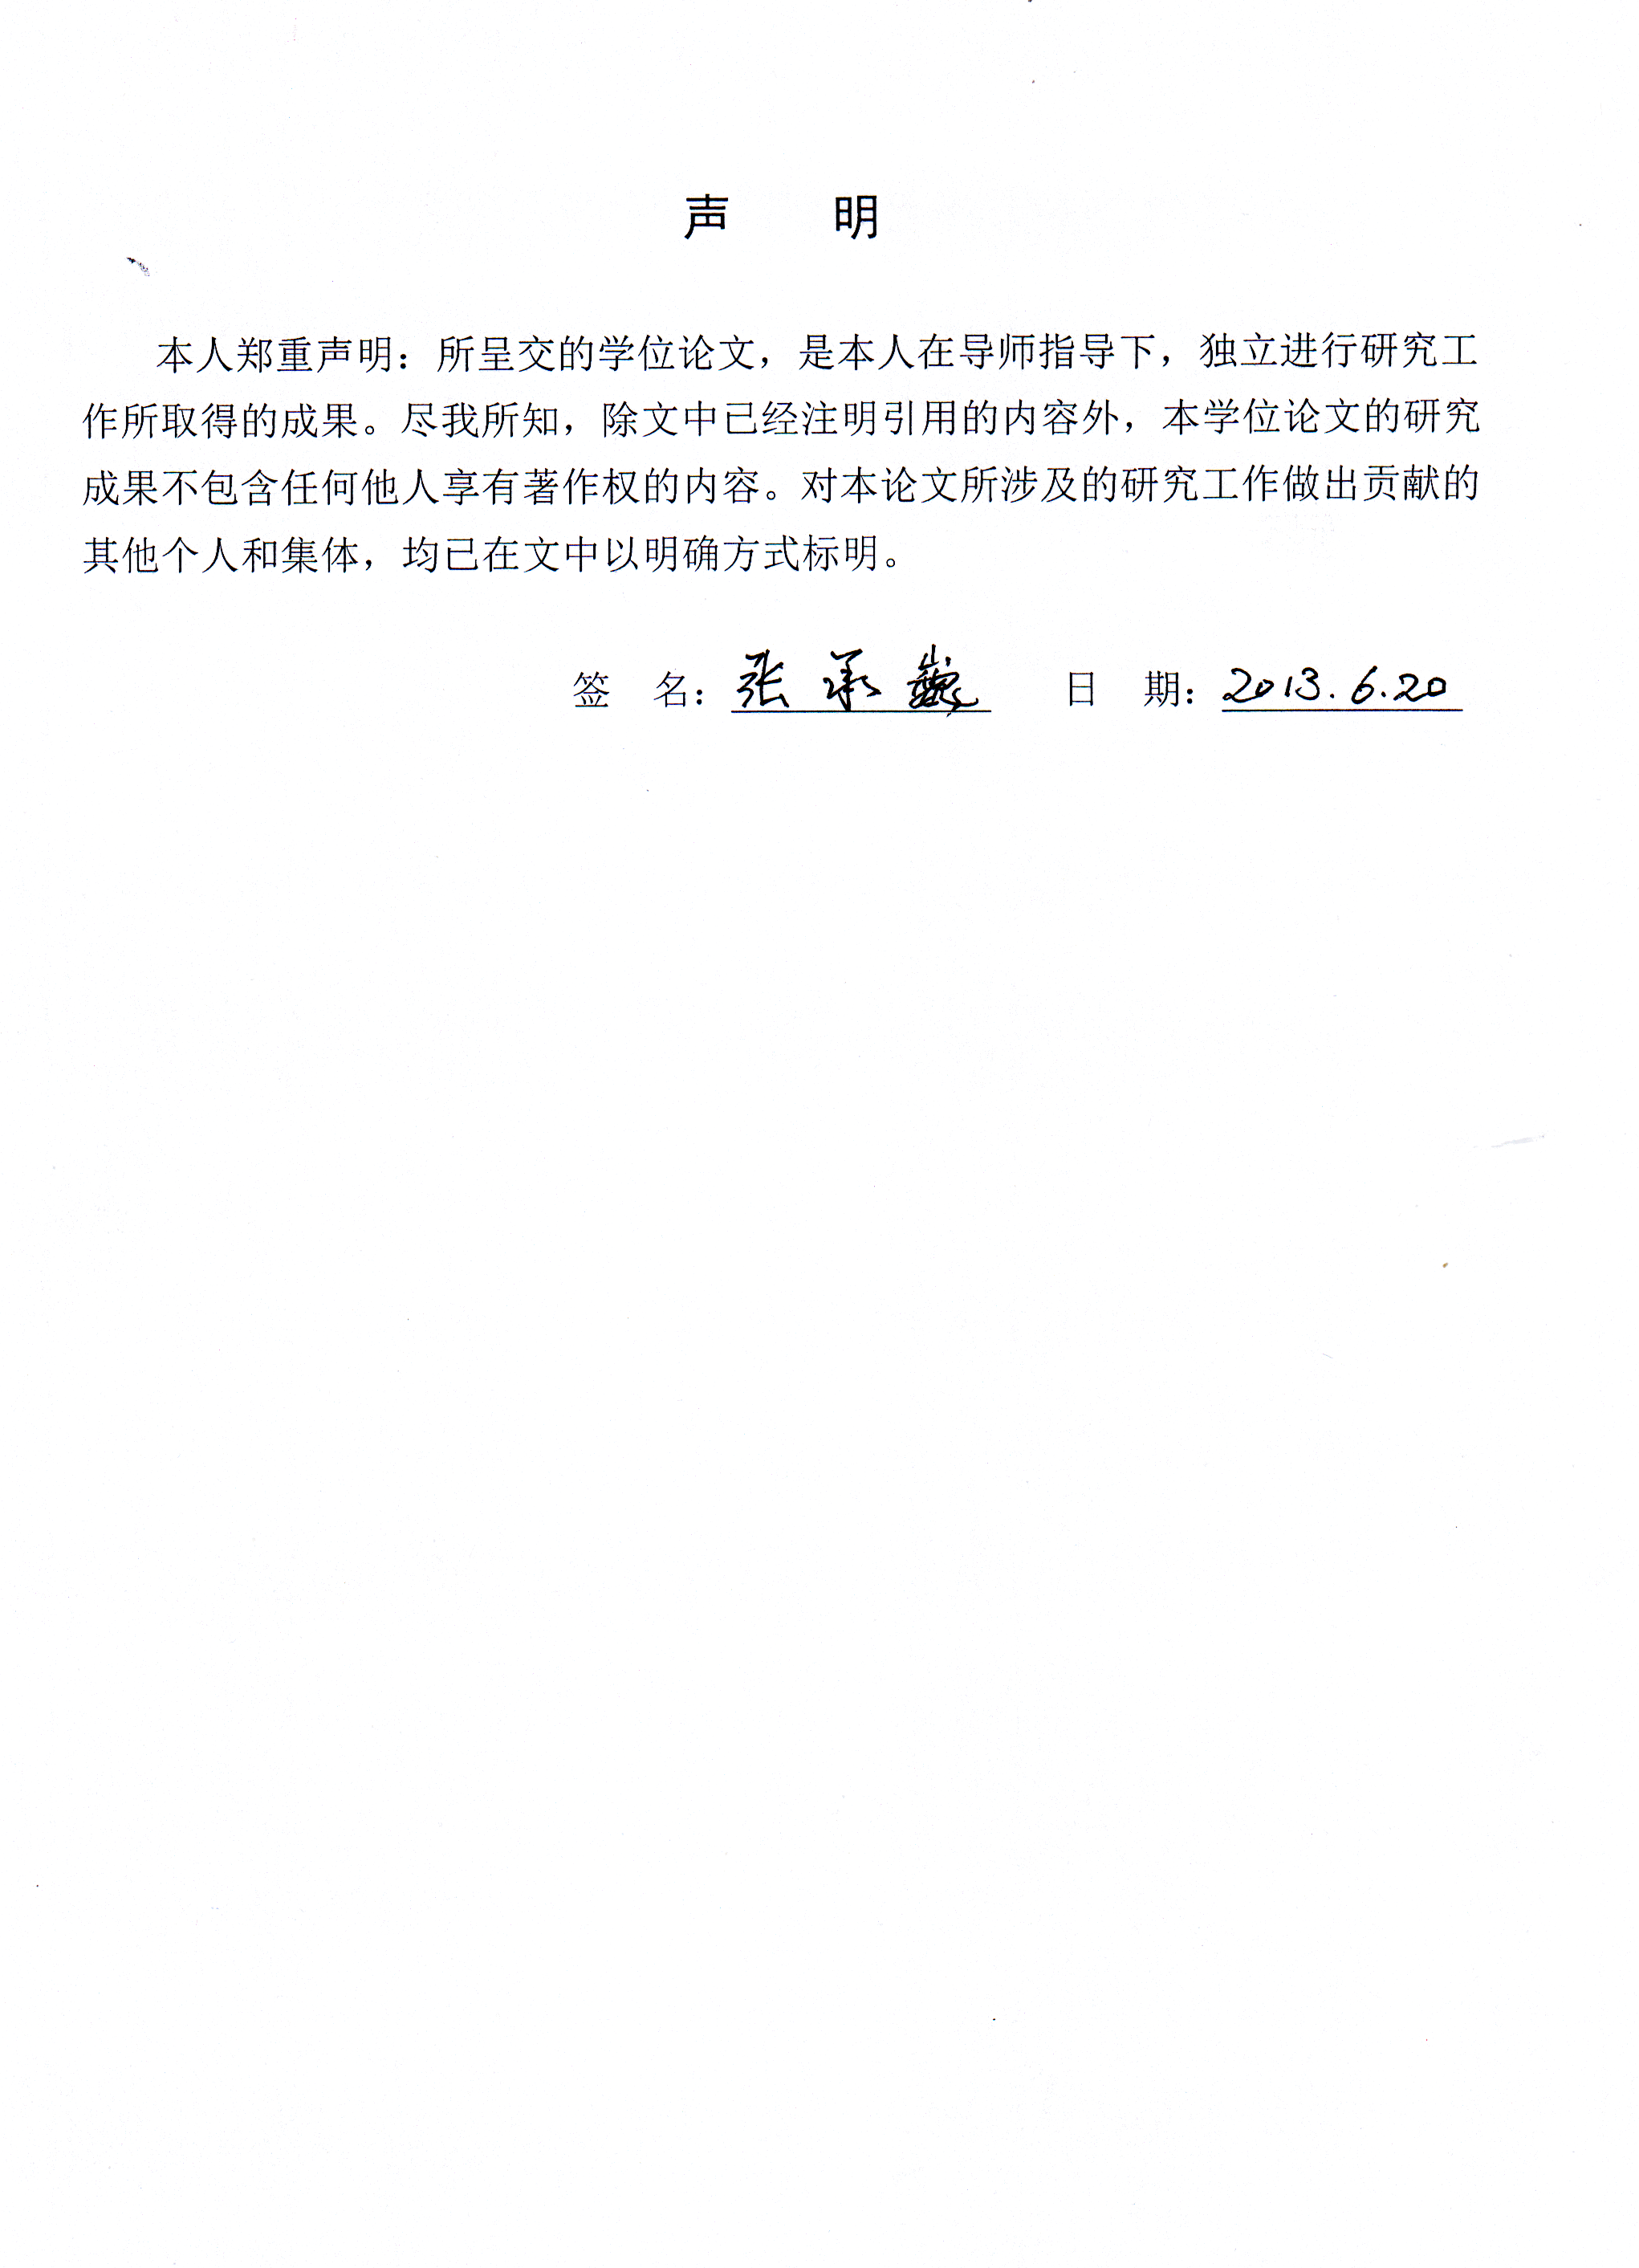 声 明
本人郑重声明：所呈交的学位论文，是本人在导师指导下，独立进行研究工
作所取得的成果。尽我所知，除文中已经注明引用的内容外，本学位论文的研究
成果不包含任何他人享有著作权的内容。对本论文所涉及的研究工作做出贡献的
其他个人和集体，均已在文中以明确方式标明。
签 名：张承巍 日 期：2013.6.20